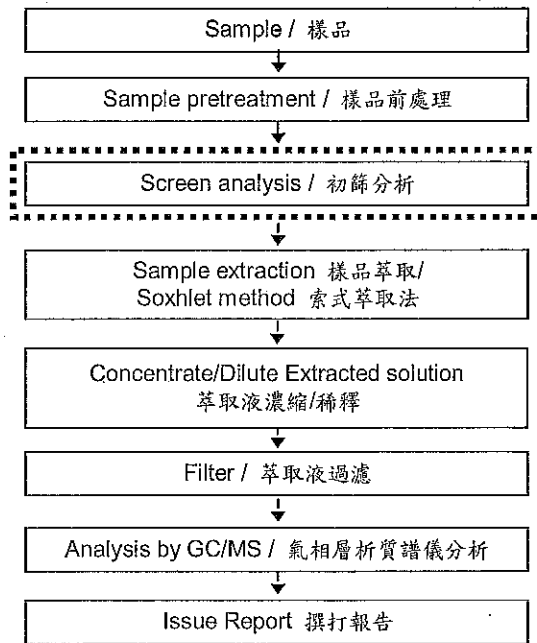 Sample / 樣品
Sample pretreatment / 樣品前處理
Screen analysis / 初篩分析
Sample extraction 樣品萃取/
Soxhlet method 索式萃取法
Concentrate/Dilute Extracted solution
萃取液濃縮/稀釋
Filter / 萃取液過濾
Analysis by GC/MS / 氣相層析質譜儀分析
Issue Report 撰打報告